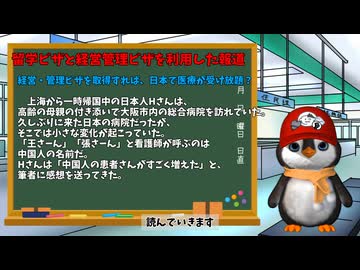 留学ビザと経営管理ビザを利用した報道
経営・管理ビザを取得すれは、日本で医療が受け放題？
上海から一時帰国中の日本人Hさんは、
高齢の母親の付き添いで大阪市内の総合病院を訪れていた。
久しぶりに来た日本の病院だったか、
そこでは小さな変化が起こっていた。
「王さーん」「張さーん」と看護師が呼ぶのは
中国人の名前だ。
Hさんは「中国人の患者さんがすごく増えた」と、
筆者に感想を送ってきた。
月
日
曜日
日直
読んでいきます